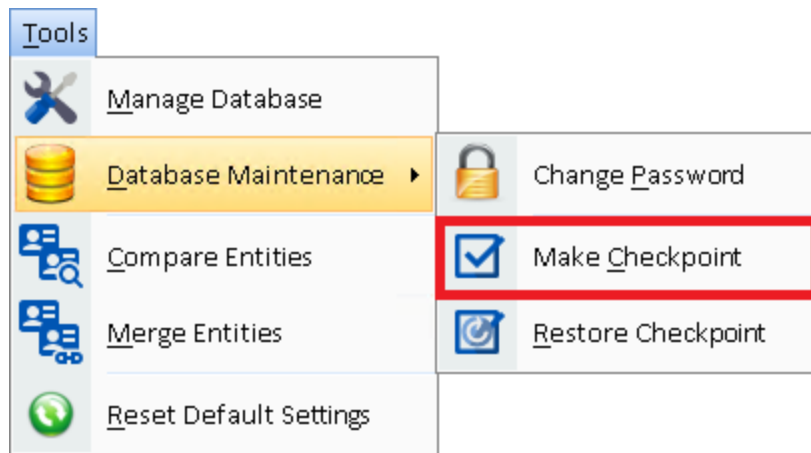 Tools
Manage Database
Database Maintenance
Change Password
Compare Entities
Make Checkpoint
Merge Entities
Restore Checkpoint
Reset Default Settings